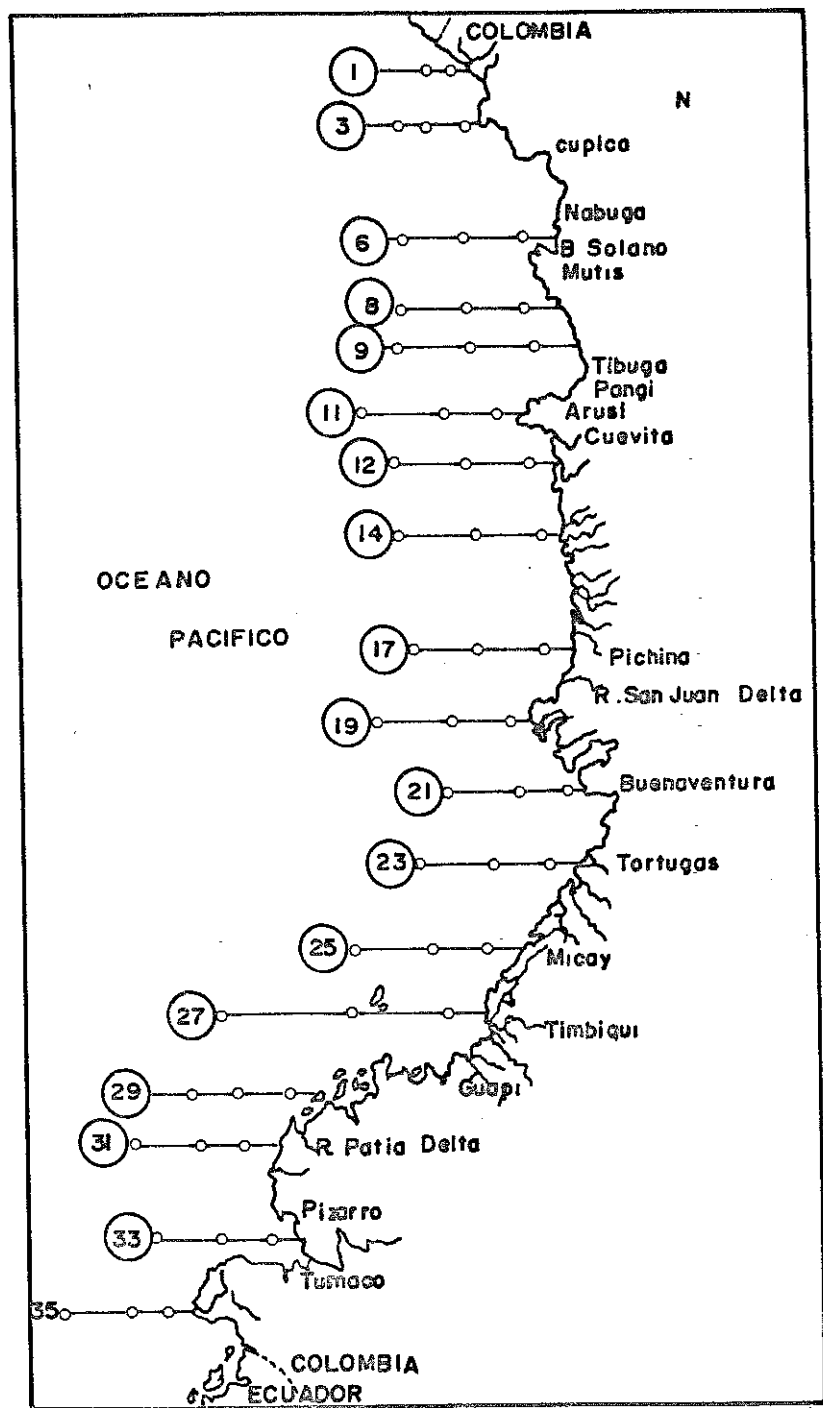 COLOMBIA
1
N
3
cupica
Nabuga
6
B Solano
Mutis
8
9
Tibuga
Pangi
11
Arusi
Cuevita
12
14
OCEANO
PACIFICO
17
Pichina
R. San Juan Delta
19
Buenaventura
21
23
Tortugas
25
Micay
27
Timbiqui
Guapi
29
31
R. Patia Delta
Pizarro
33
Tumaco
35
COLOMBIA
ECUADOR